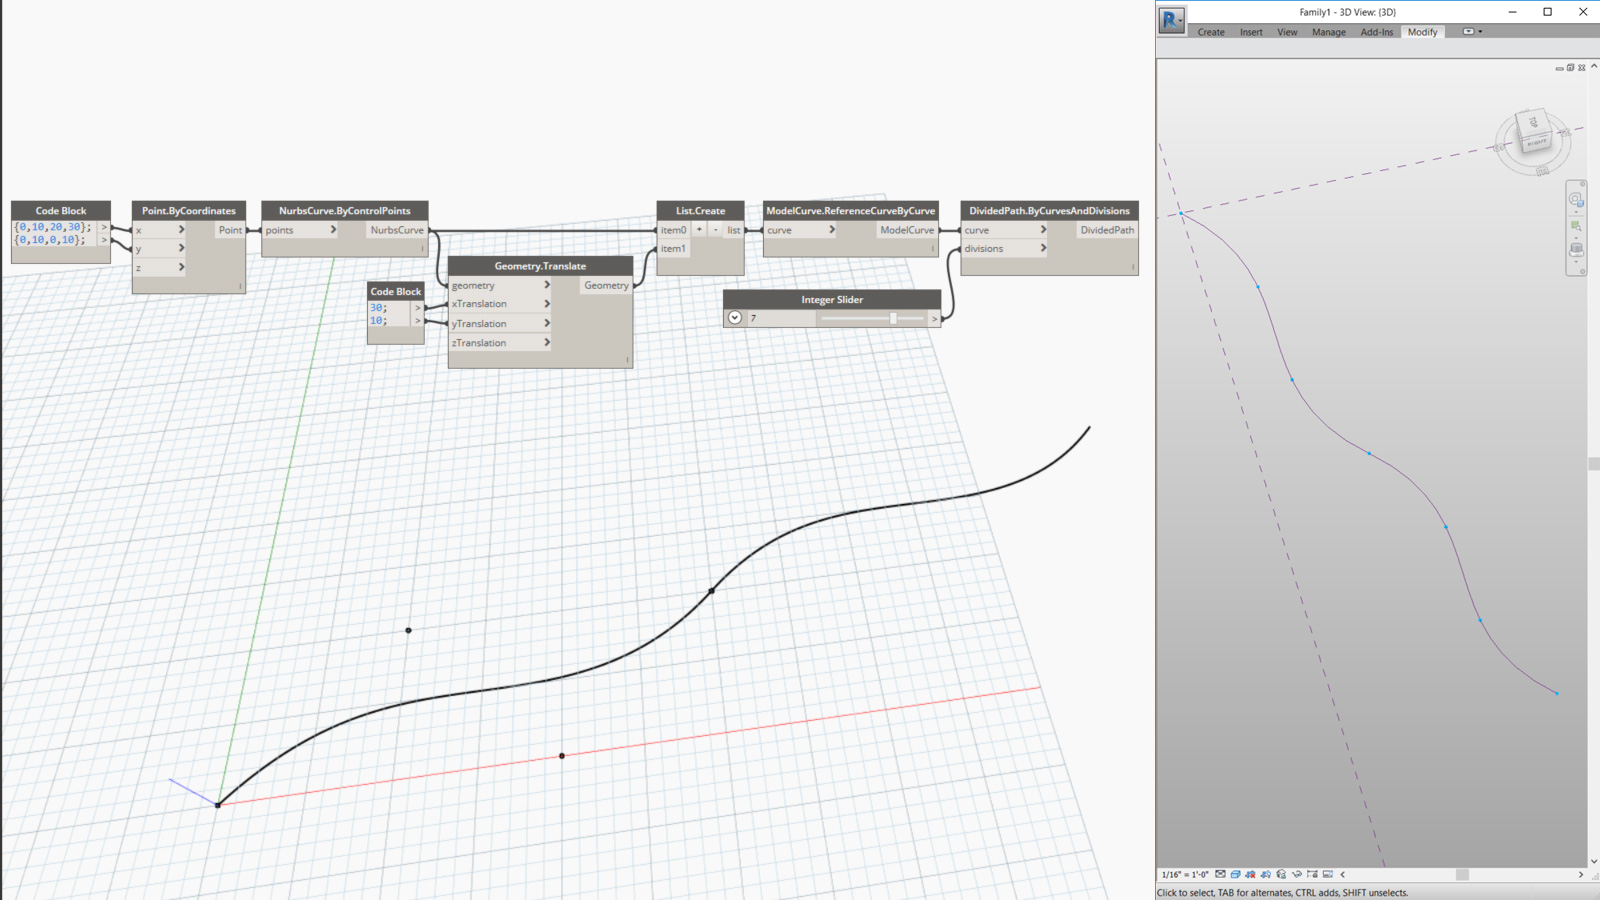 Family1 - 3D View: {3D}
R
Create Insert View Manage Add-Ins Modify
TOP
RIGHT
Code Block
{0,10,20,30}; >
{0,10,0,10}; >
Point.ByCoordinates
x > Point
y >
z >
NurbsCurve.ByControlPoints
points > NurbsCurve
Geometry.Translate
geometry > Geometry
xTranslation >
yTranslation >
zTranslation >
Code Block
30; >
10; >
List.Create
item0 + - list
item1
ModelCurve.ReferenceCurveByCurve
curve > ModelCurve
DividedPath.ByCurvesAndDivisions
curve > DividedPath
divisions >
Integer Slider
7 >
1/16" = 1'-0"
Click to select, TAB for alternates, CTRL adds, SHIFT unselects.